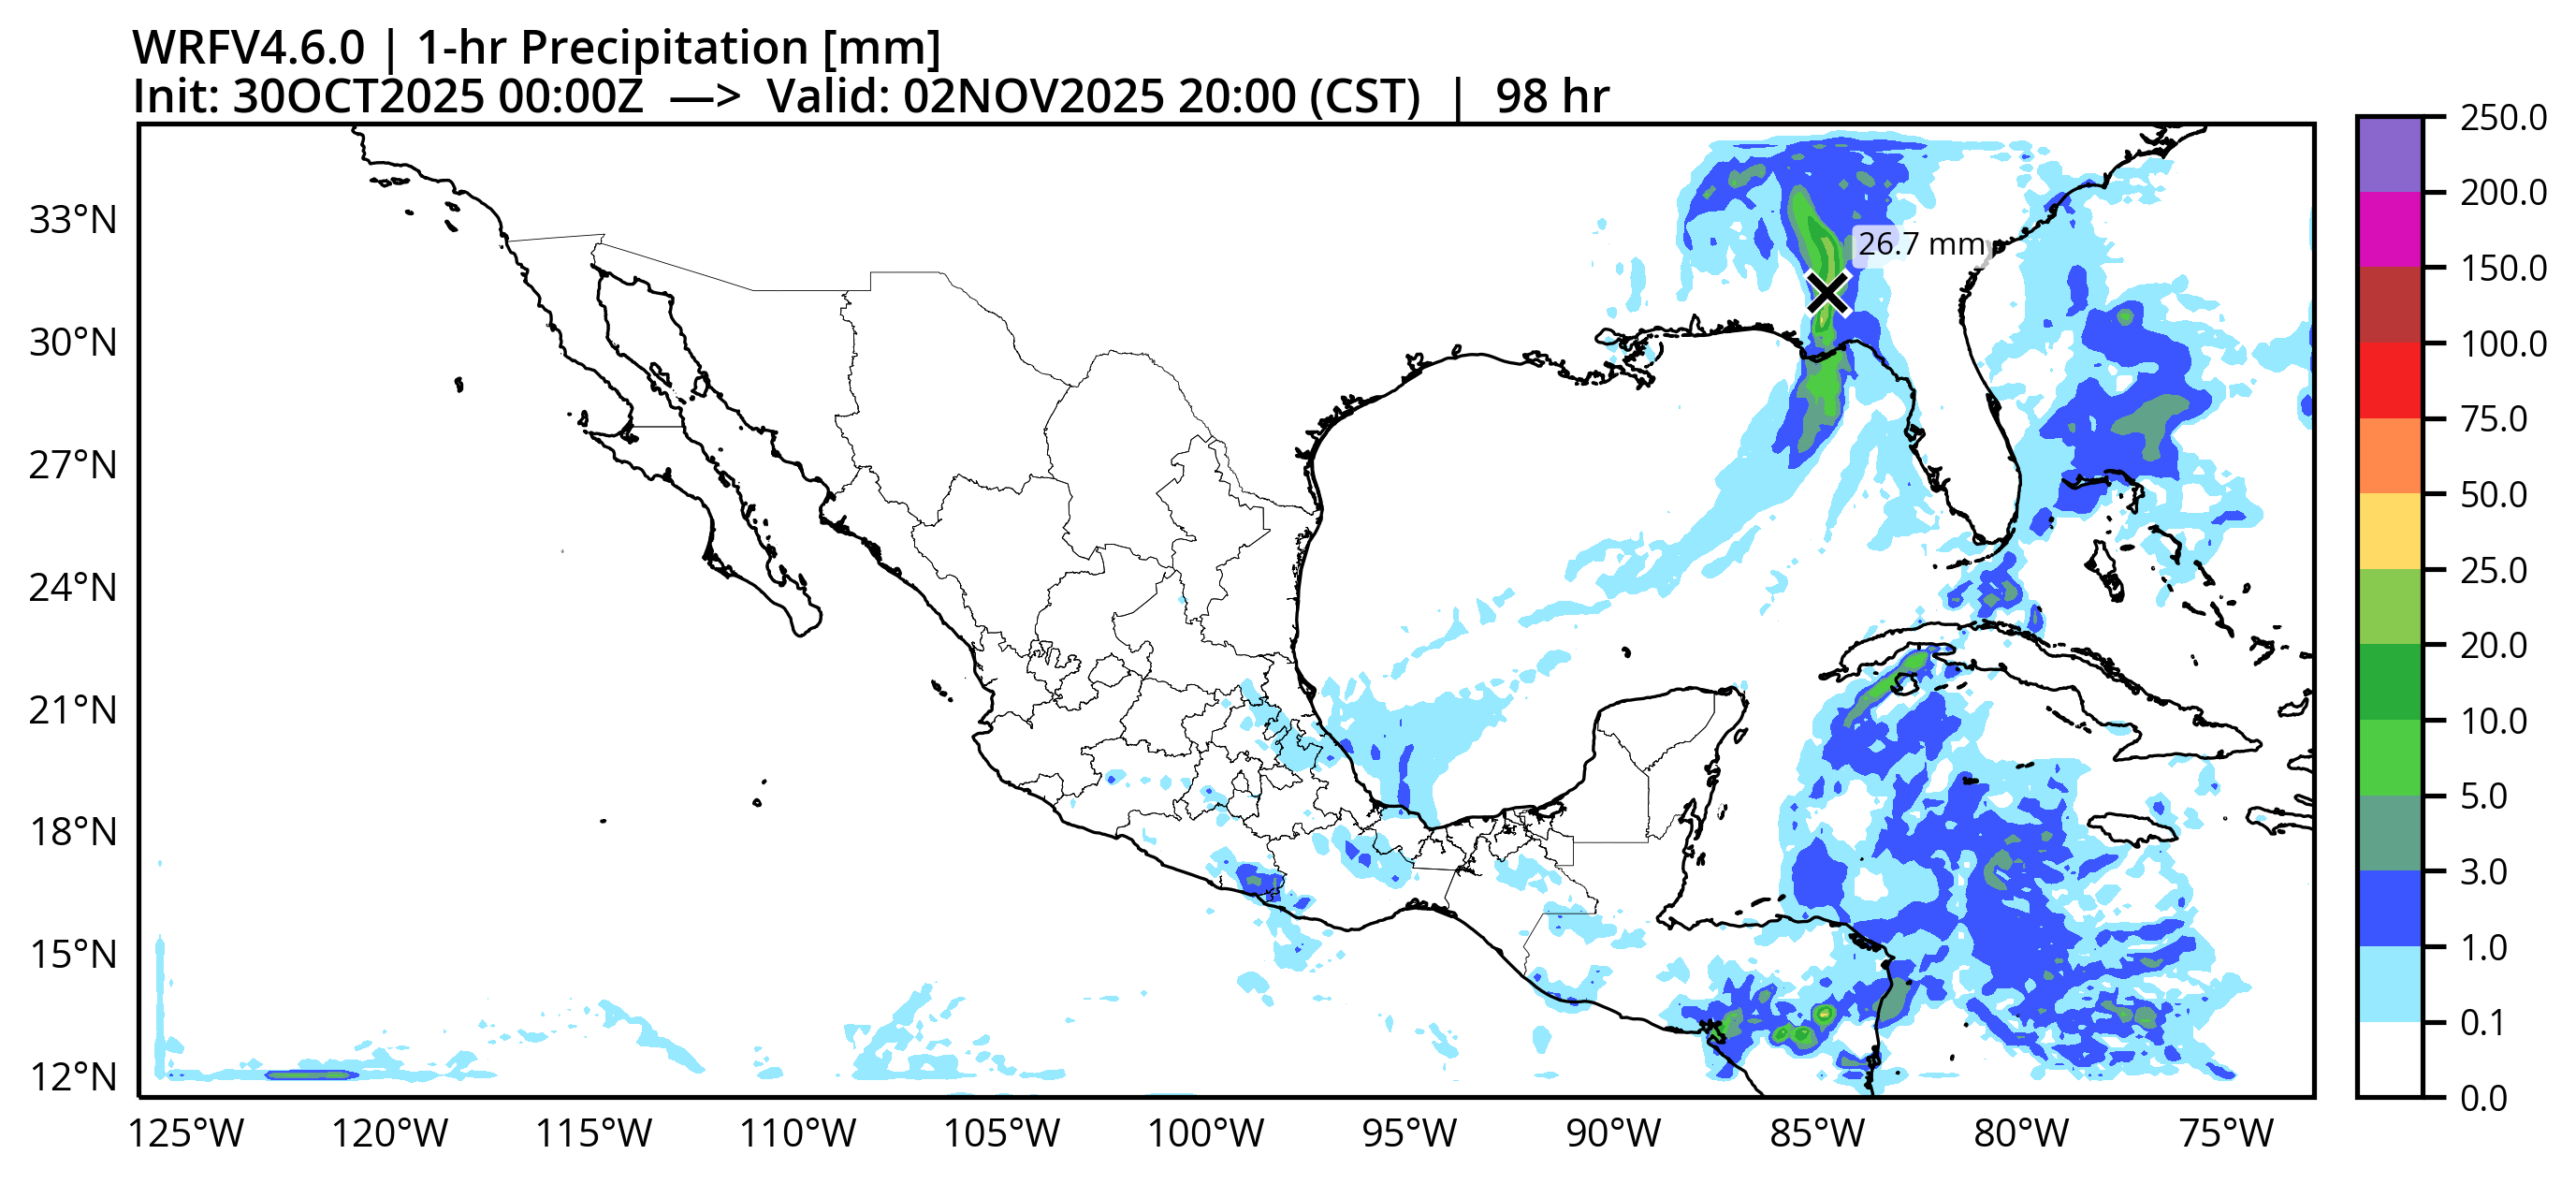 WRFV4.6.0 | 1-hr Precipitation [mm]
Init: 30OCT2025 00:00Z —> Valid: 02NOV2025 20:00 (CST) | 98 hr
26.7 mm
33°N
30°N
27°N
24°N
21°N
18°N
15°N
12°N
125°W 120°W 115°W 110°W 105°W 100°W 95°W 90°W 85°W 80°W 75°W
250.0
200.0
150.0
100.0
75.0
50.0
25.0
20.0
10.0
5.0
3.0
1.0
0.1
0.0